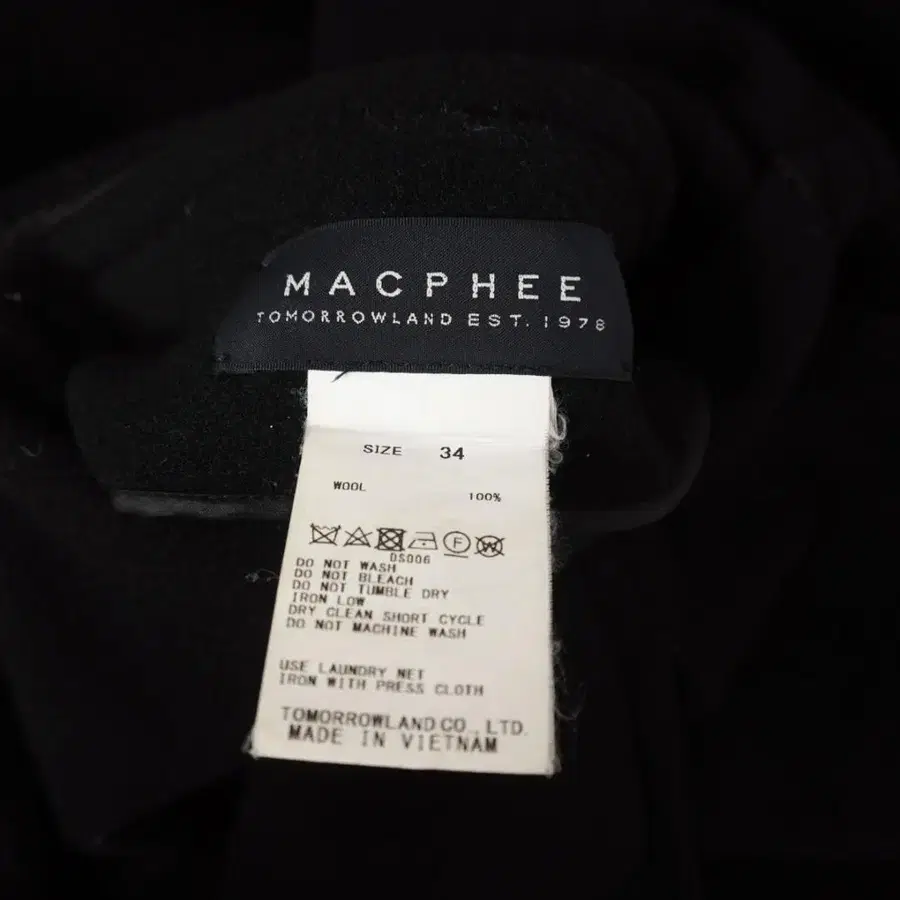 MACPHEE
TOMORROWLAND EST. 1978
SIZE 34
WOOL 100%
F W
DS006
DO NOT WASH
DO NOT BLEACH
DO NOT TUMBLE DRY
IRON LOW
DRY CLEAN SHORT CYCLE
DO NOT MACHINE WASH
USE LAUNDRY NET
IRON WITH PRESS CLOTH
TOMORROWLAND CO., LTD.
MADE IN VIETNAM